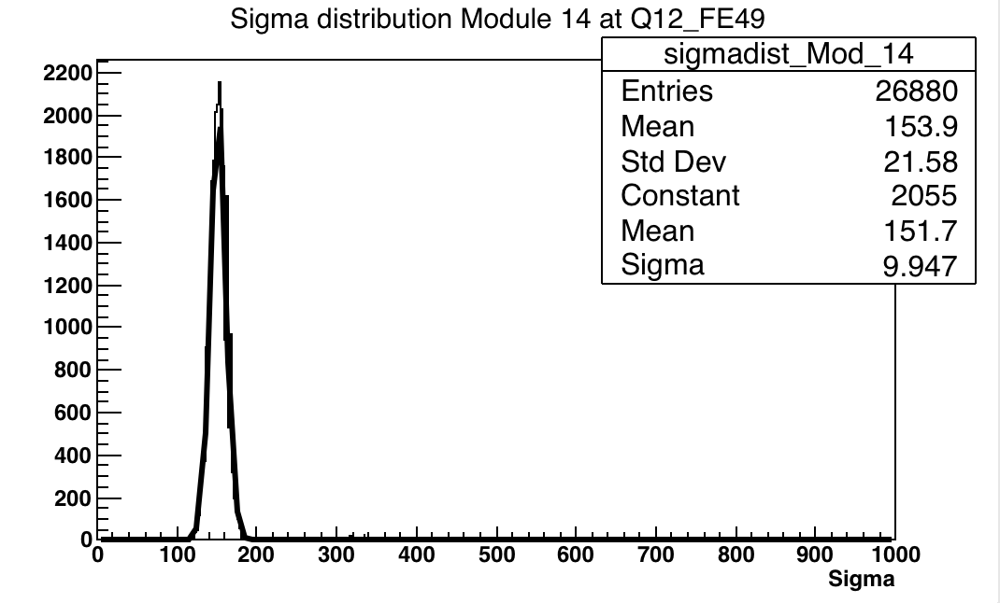 Sigma distribution Module 14 at Q12_FE49
sigmadist_Mod_14
Entries 26880
Mean 153.9
Std Dev 21.58
Constant 2055
Mean 151.7
Sigma 9.947
2200
2000
1800
1600
1400
1200
1000
800
600
400
200
0
0 100 200 300 400 500 600 700 800 900 1000
Sigma